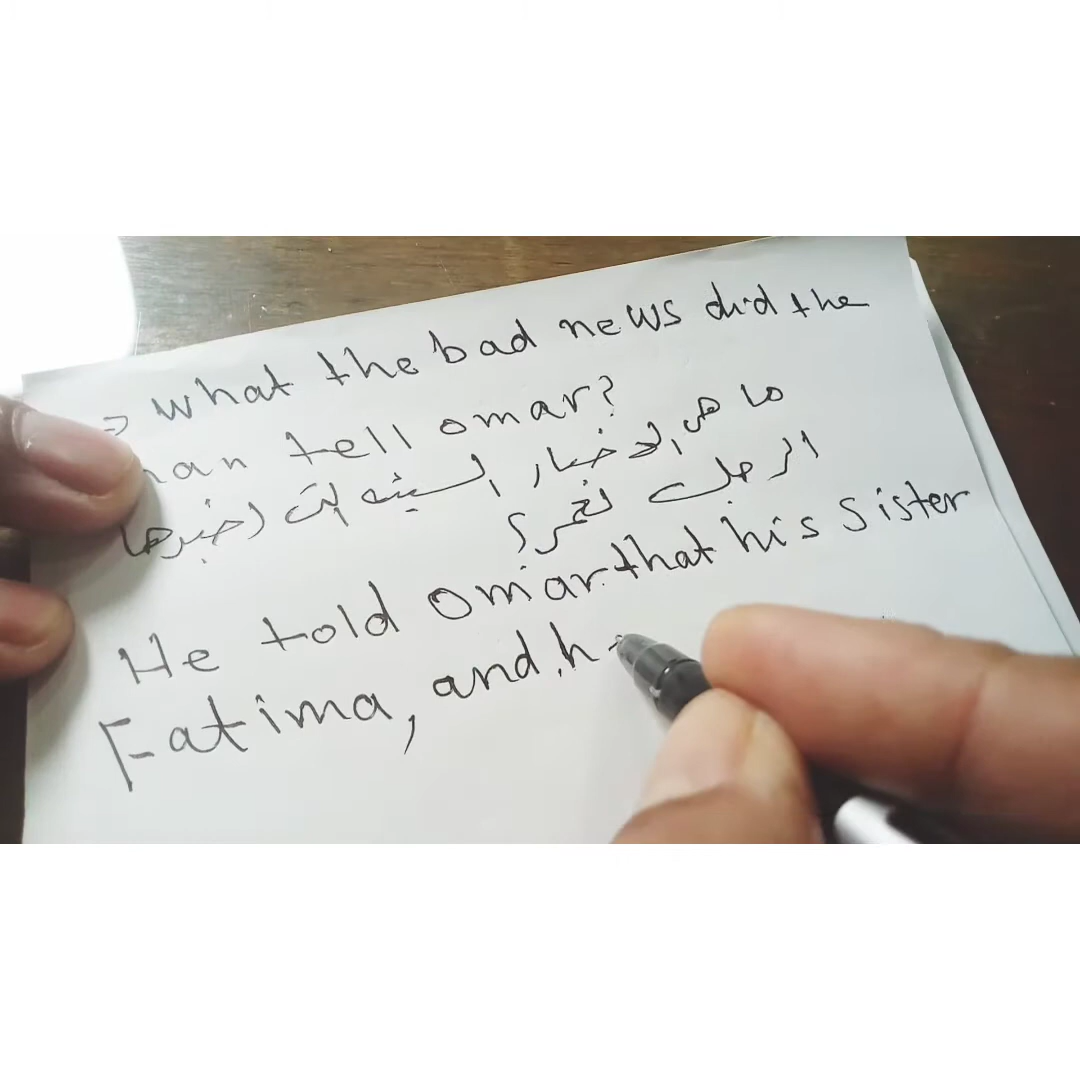 what the bad news did the
man tell omar?
ما هي الاخبار السيئه التي اخبرها
الرجل لعمر؟
He told omar that his sister
Fatima, and h